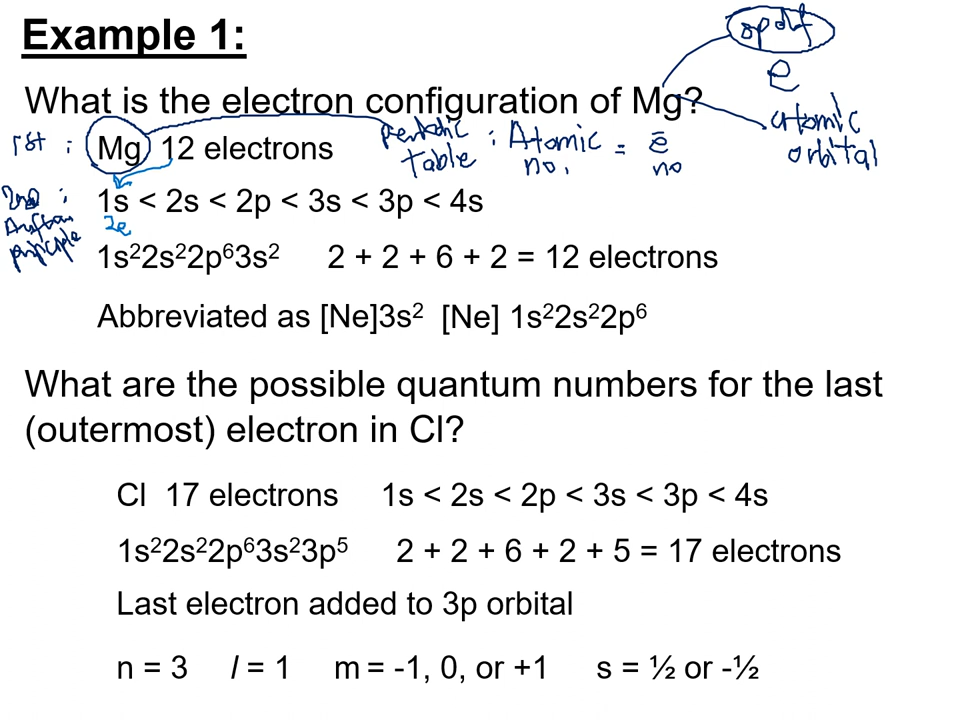 Example 1:
spdf
e
What is the electron configuration of Mg?
atomic
orbital
1st : Mg 12 electrons
periodic
table : Atomic
no. = ē
no
2nd :
principle
1s < 2s < 2p < 3s < 3p < 4s
2e
1s²2s²2p⁶3s² 2 + 2 + 6 + 2 = 12 electrons
Abbreviated as [Ne]3s² [Ne] 1s²2s²2p⁶
What are the possible quantum numbers for the last
(outermost) electron in Cl?
Cl 17 electrons 1s < 2s < 2p < 3s < 3p < 4s
1s²2s²2p⁶3s²3p⁵ 2 + 2 + 6 + 2 + 5 = 17 electrons
Last electron added to 3p orbital
n = 3 l = 1 m = -1, 0, or +1 s = ½ or -½